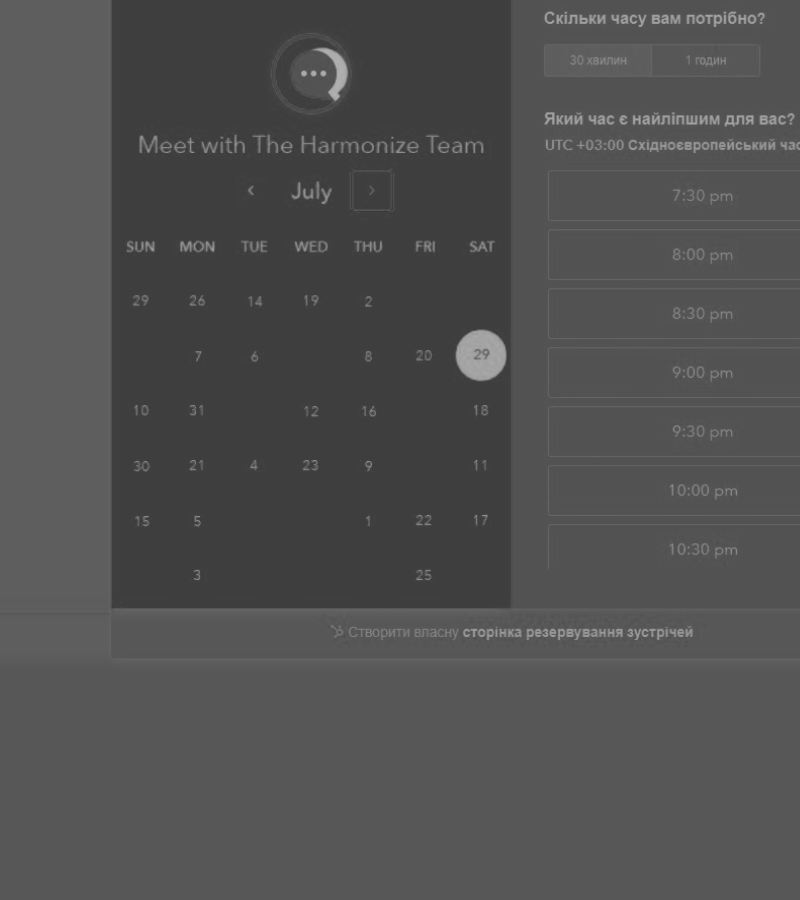 Meet with The Harmonize Team
July
SUN MON TUE WED THU FRI SAT
29 26 14 19 2
7 6 8 20 29
10 31 12 16 18
30 21 4 23 9 11
15 5 1 22 17
3 25
Скільки часу вам потрібно?
30 хвилин 1 годин
Який час є найліпшим для вас?
UTC +03:00 Східноєвропейський час
7:30 pm
8:00 pm
8:30 pm
9:00 pm
9:30 pm
10:00 pm
10:30 pm
Створити власну сторінка резервування зустрічей